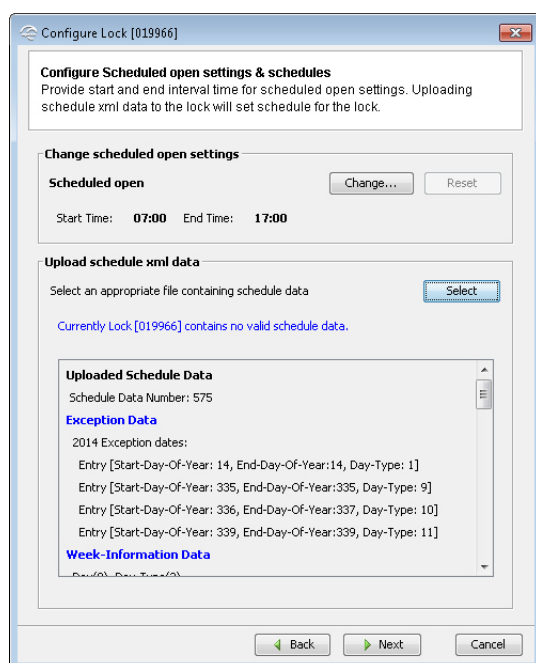 Configure Lock [019966]
Configure Scheduled open settings & schedules
Provide start and end interval time for scheduled open settings. Uploading
schedule xml data to the lock will set schedule for the lock.
Change scheduled open settings
Scheduled open
Change...
Reset
Start Time: 07:00 End Time: 17:00
Upload schedule xml data
Select an appropriate file containing schedule data
Select
Currently Lock [019966] contains no valid schedule data.
Uploaded Schedule Data
Schedule Data Number: 575
Exception Data
2014 Exception dates:
Entry [Start-Day-Of-Year: 14, End-Day-Of-Year:14, Day-Type: 1]
Entry [Start-Day-Of-Year: 335, End-Day-Of-Year:335, Day-Type: 9]
Entry [Start-Day-Of-Year: 336, End-Day-Of-Year:337, Day-Type: 10]
Entry [Start-Day-Of-Year: 339, End-Day-Of-Year:339, Day-Type: 11]
Week-Information Data
Back
Next
Cancel